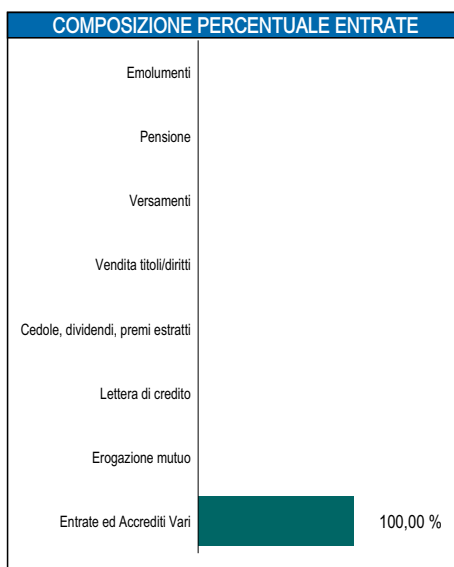 COMPOSIZIONE PERCENTUALE ENTRATE
Emolumenti
Pensione
Versamenti
Vendita titoli/diritti
Cedole, dividendi, premi estratti
Lettera di credito
Erogazione mutuo
Entrate ed Accrediti Vari 100,00 %